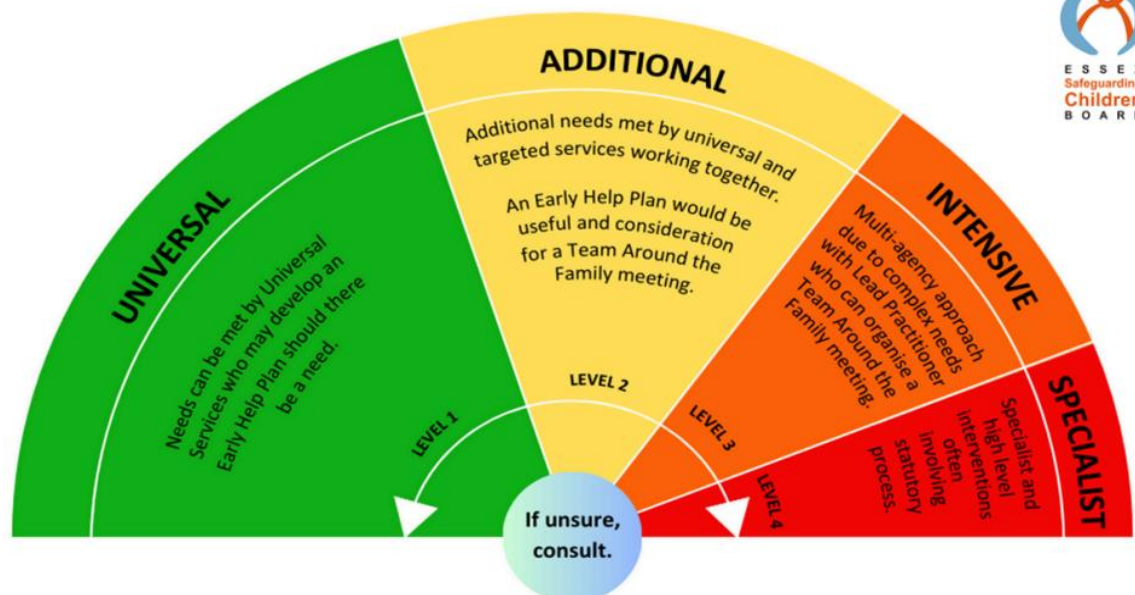 UNIVERSAL
Needs can be met by Universal
Services who may develop an
Early Help Plan should there
be a need.
LEVEL 1
ADDITIONAL
Additional needs met by universal and
targeted services working together.
An Early Help Plan would be
useful and consideration
for a Team Around the
Family meeting.
LEVEL 2
INTENSIVE
Multi-agency approach
due to complex needs
with Lead Practitioner
who can organise a
Team Around the
Family meeting.
LEVEL 3
SPECIALIST
Specialist and
high level
interventions
often
involving
statutory
process.
LEVEL 4
If unsure,
consult.
Children